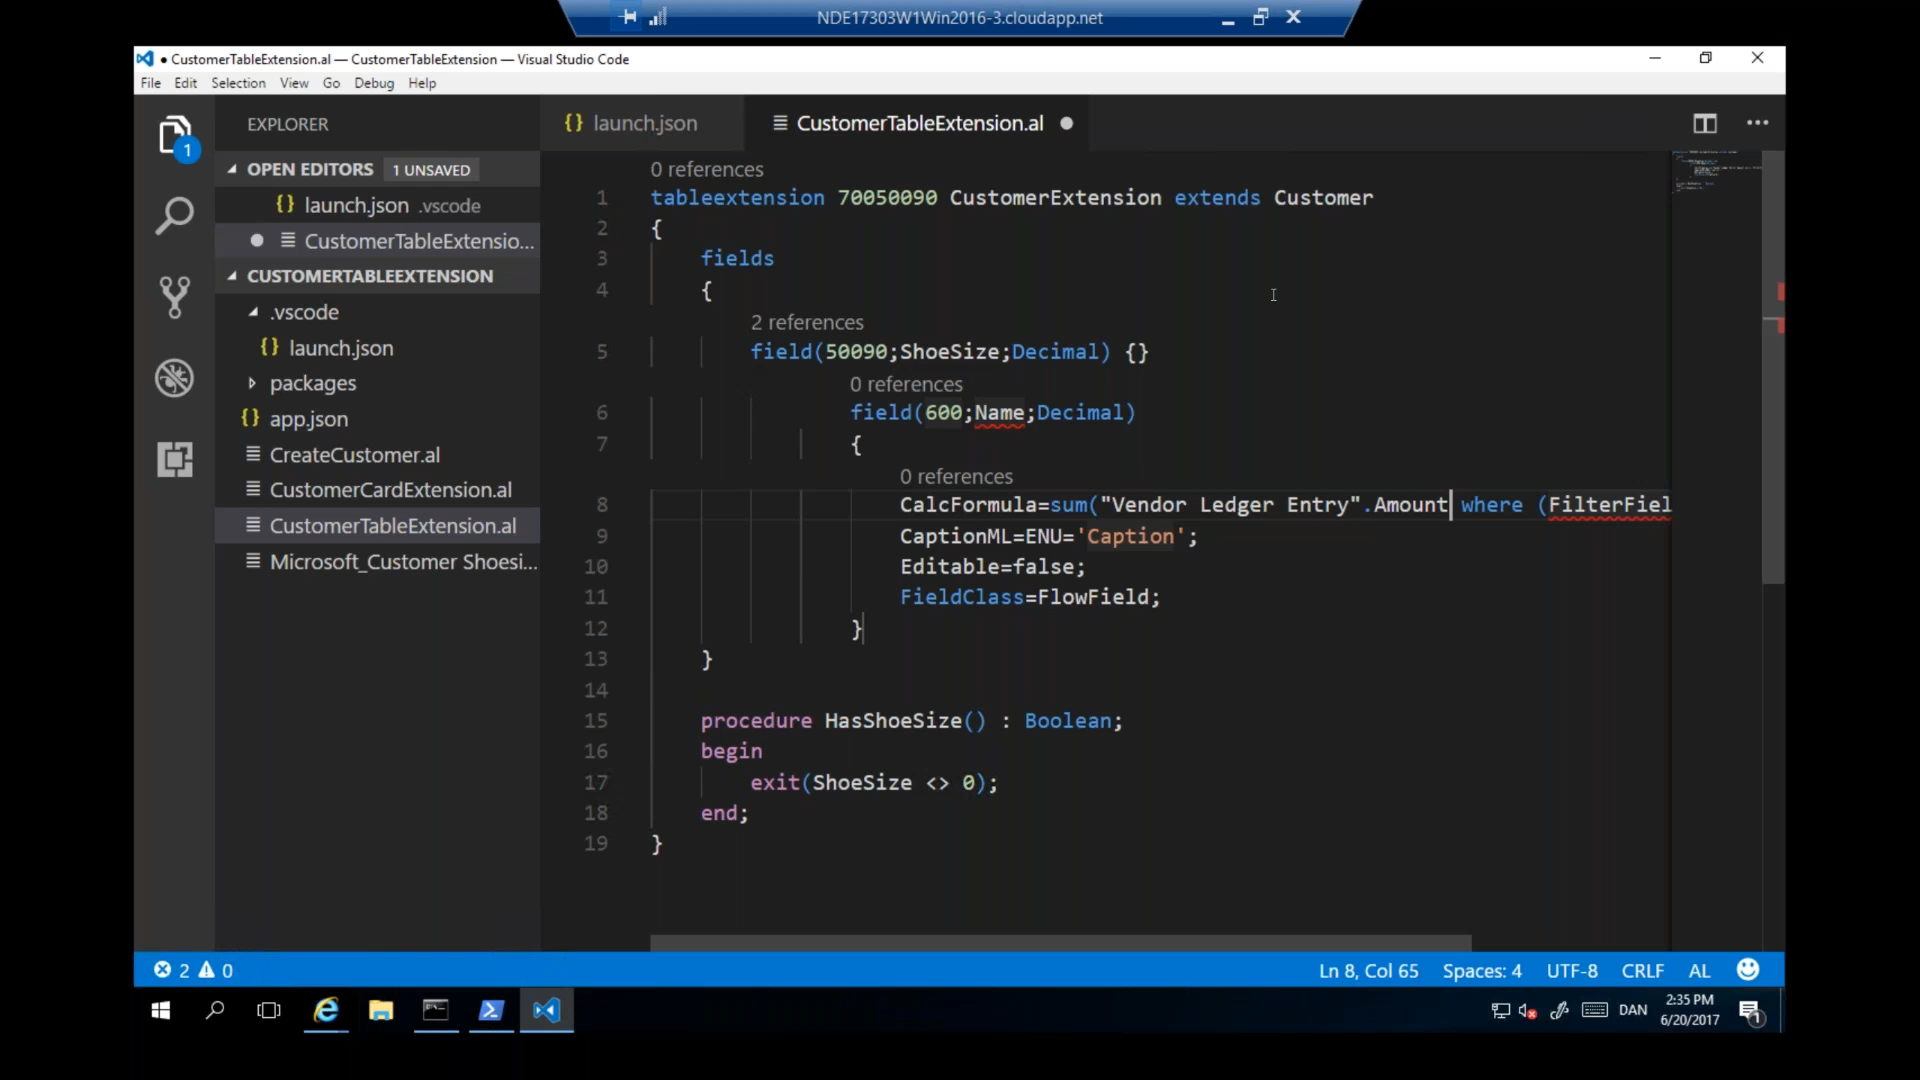 NDE17303W1Win2016-3.cloudapp.net
● CustomerTableExtension.al — CustomerTableExtension — Visual Studio Code
File Edit Selection View Go Debug Help
1
EXPLORER
OPEN EDITORS 1 UNSAVED
{} launch.json .vscode
CustomerTableExtensio...
CUSTOMERTABLEEXTENSION
.vscode
{} launch.json
packages
{} app.json
CreateCustomer.al
CustomerCardExtension.al
CustomerTableExtension.al
Microsoft_Customer Shoesi...
{} launch.json CustomerTableExtension.al
0 references
1 tableextension 70050090 CustomerExtension extends Customer
2 {
3 fields
4 {
2 references
5 field(50090;ShoeSize;Decimal) {}
0 references
6 field(600;Name;Decimal)
7 {
0 references
8 CalcFormula=sum("Vendor Ledger Entry".Amount where (FilterFiel
9 CaptionML=ENU='Caption';
10 Editable=false;
11 FieldClass=FlowField;
12 }
13 }
14
15 procedure HasShoeSize() : Boolean;
16 begin
17 exit(ShoeSize <> 0);
18 end;
19 }
2 0 Ln 8, Col 65 Spaces: 4 UTF-8 CRLF AL
DAN 2:35 PM
6/20/2017 1